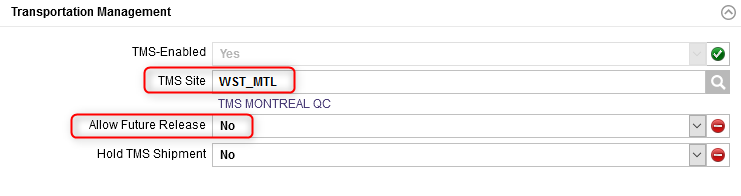 Transportation Management
TMS-Enabled Yes
TMS Site WST_MTL
TMS MONTREAL QC
Allow Future Release No
Hold TMS Shipment No